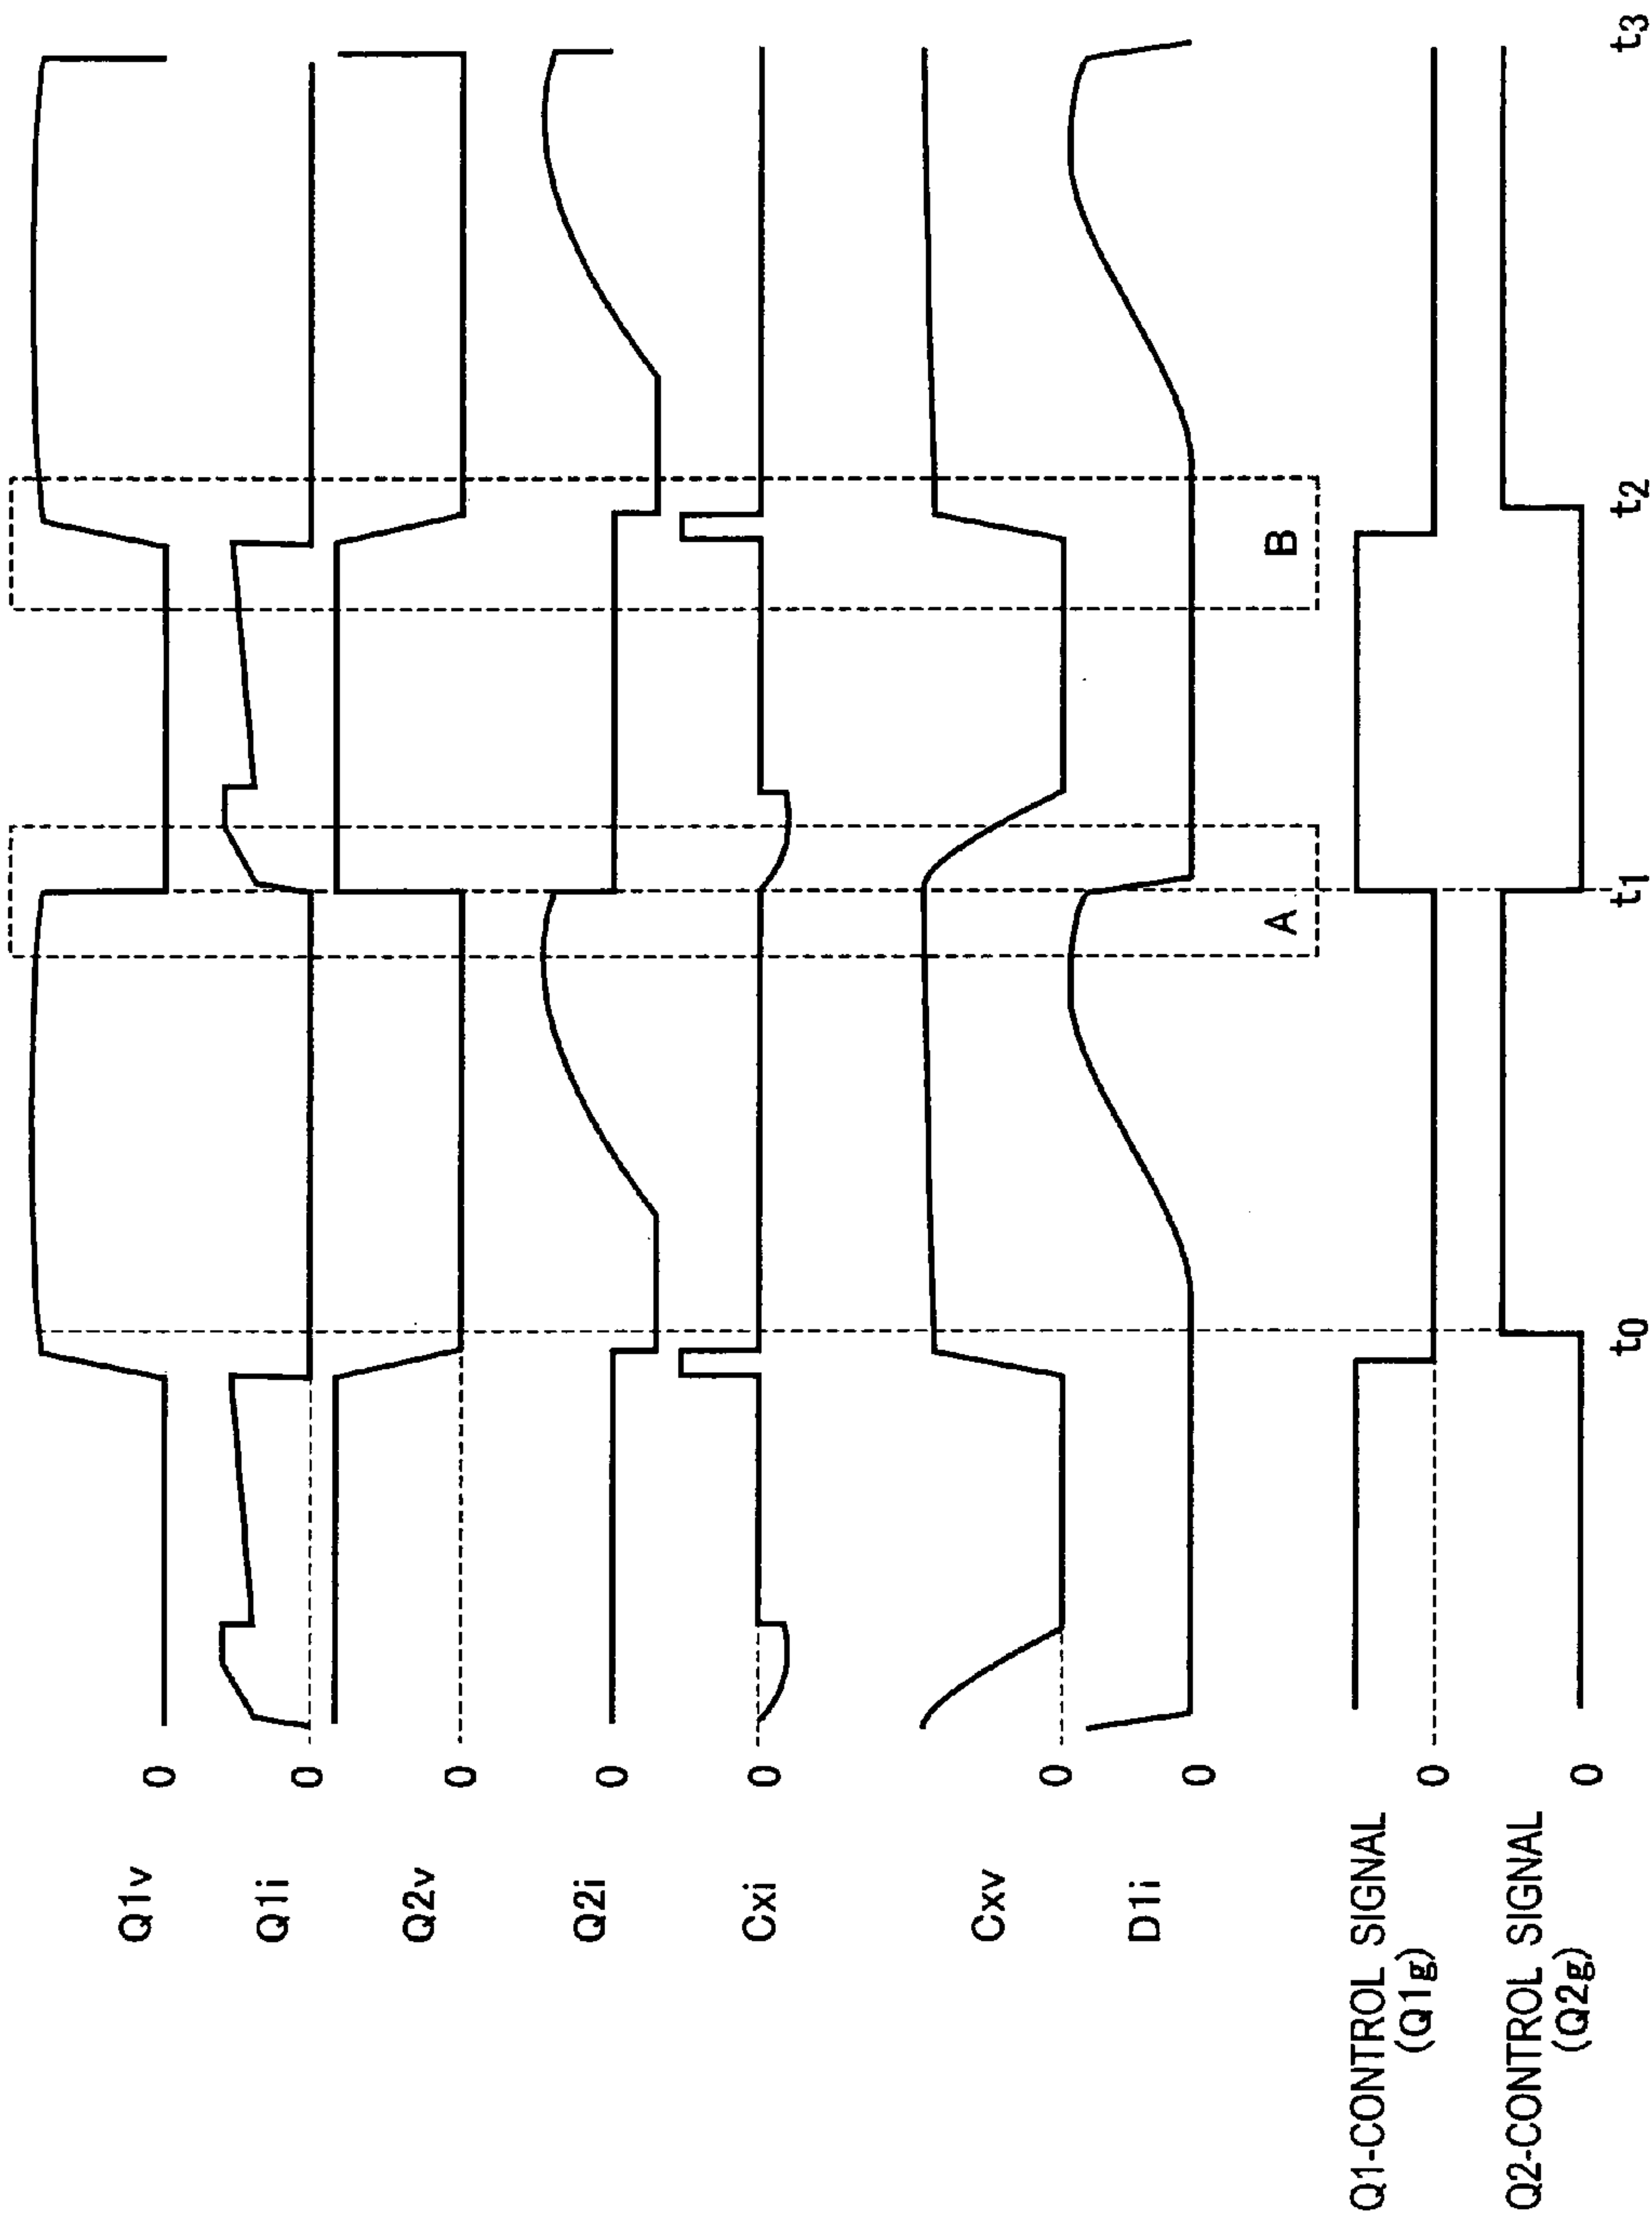 Q1v 0
Q1i 0
Q2v 0
Q2i 0
Cxi 0
Cxv 0
D1i 0
A
B
Q1-CONTROL SIGNAL
(Q1g) 0
Q2-CONTROL SIGNAL
(Q2g) 0
t0 t1 t2 t3